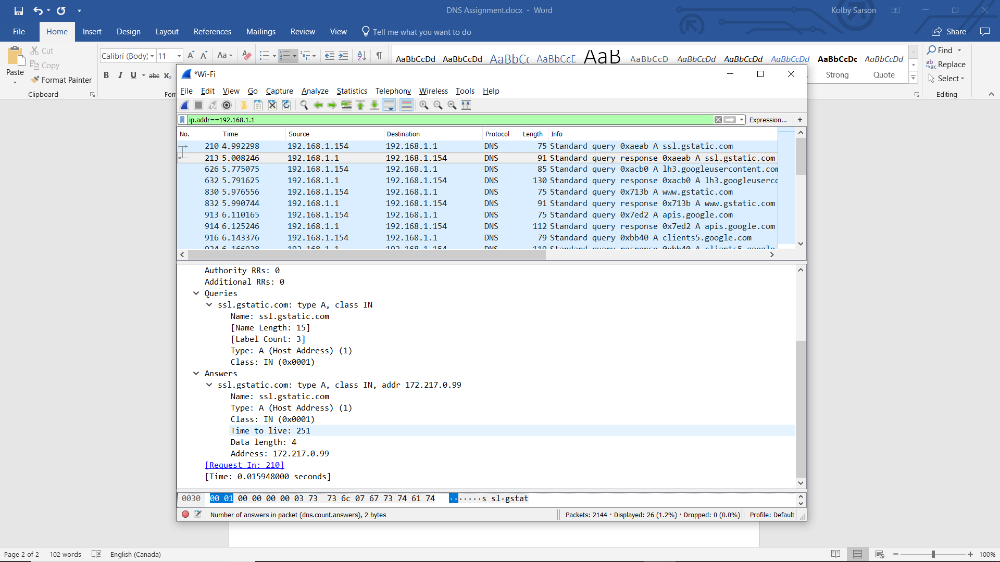 DNS Assignment.docx - Word
Kolby Sarson
File Home Insert Design Layout References Mailings Review View Tell me what you want to do
Share
Paste
Cut
Copy
Format Painter
Clipboard
Calibri (Body) 11
Aa
B I U abc X₂
Fon
AaBbCcDd AaBbCcDd AaBbC AaBbCcD AaB AaBbCcD AaBbCcDd AaBbCcDd AaBbCcDd AaBbCcDc AaBbCcDd
Strong Quote
Find
Replace
Select
Editing
*Wi-Fi
File Edit View Go Capture Analyze Statistics Telephony Wireless Tools Help
ip.addr==192.168.1.1
Expression... +
No. Time Source Destination Protocol Length Info
210 4.992298 192.168.1.154 192.168.1.1 DNS 75 Standard query 0xaeab A ssl.gstatic.com
213 5.008246 192.168.1.1 192.168.1.154 DNS 91 Standard query response 0xaeab A ssl.gstatic.com
626 5.775075 192.168.1.154 192.168.1.1 DNS 85 Standard query 0xacb0 A lh3.googleusercontent.com
632 5.791625 192.168.1.1 192.168.1.154 DNS 130 Standard query response 0xacb0 A lh3.googleuserc
830 5.976556 192.168.1.154 192.168.1.1 DNS 75 Standard query 0x713b A www.gstatic.com
832 5.990744 192.168.1.1 192.168.1.154 DNS 91 Standard query response 0x713b A www.gstatic.com
913 6.110165 192.168.1.154 192.168.1.1 DNS 75 Standard query 0x7ed2 A apis.google.com
914 6.125246 192.168.1.1 192.168.1.154 DNS 112 Standard query response 0x7ed2 A apis.google.com
916 6.143376 192.168.1.154 192.168.1.1 DNS 79 Standard query 0xbb40 A clients5.google.com
924 6.166938 192.168.1.1 192.168.1.154 DNS 119 Standard query response 0xbb40 A clients5.google
Authority RRs: 0
Additional RRs: 0
Queries
ssl.gstatic.com: type A, class IN
Name: ssl.gstatic.com
[Name Length: 15]
[Label Count: 3]
Type: A (Host Address) (1)
Class: IN (0x0001)
Answers
ssl.gstatic.com: type A, class IN, addr 172.217.0.99
Name: ssl.gstatic.com
Type: A (Host Address) (1)
Class: IN (0x0001)
Time to live: 251
Data length: 4
Address: 172.217.0.99
[Request In: 210]
[Time: 0.015948000 seconds]
0030 00 01 00 00 00 00 03 73 73 6c 07 67 73 74 61 74 ·······s sl·gstat
Number of answers in packet (dns.count.answers), 2 bytes
Packets: 2144 · Displayed: 26 (1.2%) · Dropped: 0 (0.0%)
Profile: Default
Page 2 of 2 102 words English (Canada)
100%